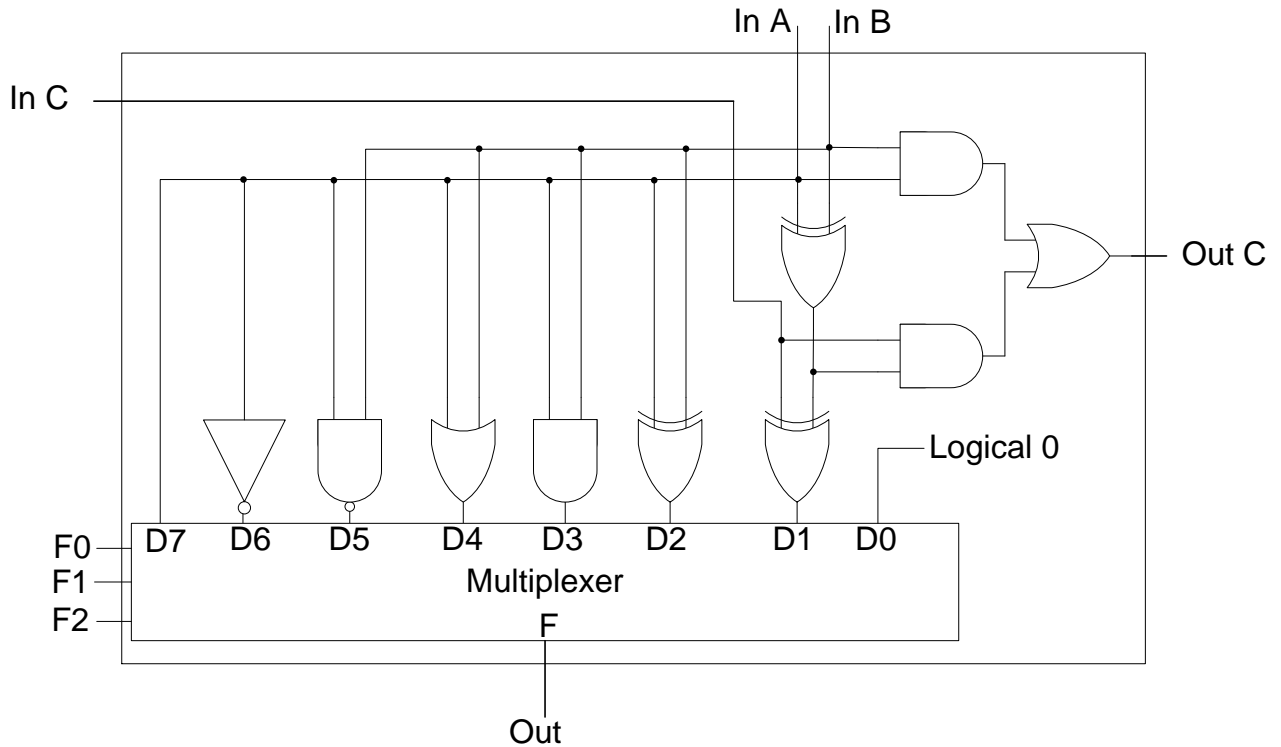 In A In B
In C
Out C
Logical 0
D7 D6 D5 D4 D3 D2 D1 D0
F0
F1
Multiplexer
F2
F
Out